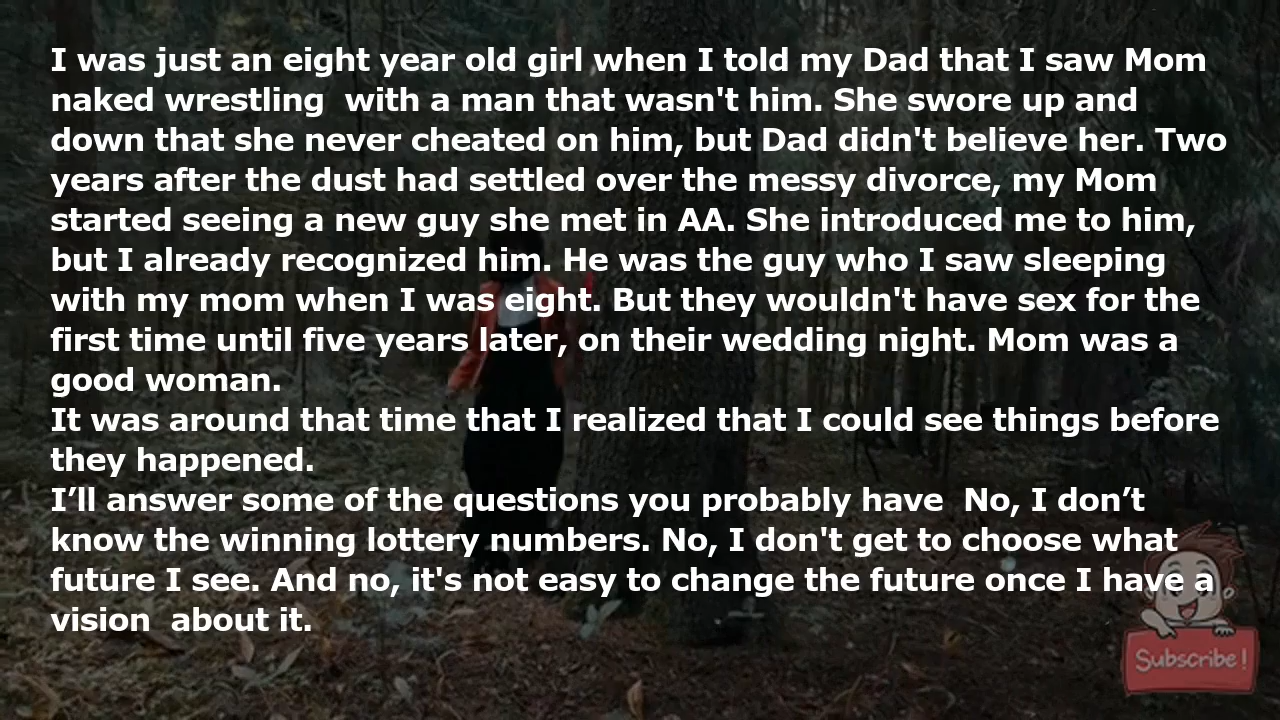 I was just an eight year old girl when I told my Dad that I saw Mom
naked wrestling  with a man that wasn't him. She swore up and
down that she never cheated on him, but Dad didn't believe her. Two
years after the dust had settled over the messy divorce, my Mom
started seeing a new guy she met in AA. She introduced me to him,
but I already recognized him. He was the guy who I saw sleeping
with my mom when I was eight. But they wouldn't have sex for the
first time until five years later, on their wedding night. Mom was a
good woman.
It was around that time that I realized that I could see things before
they happened.
I’ll answer some of the questions you probably have  No, I don’t
know the winning lottery numbers. No, I don't get to choose what
future I see. And no, it's not easy to change the future once I have a
vision  about it.
Subscribe!